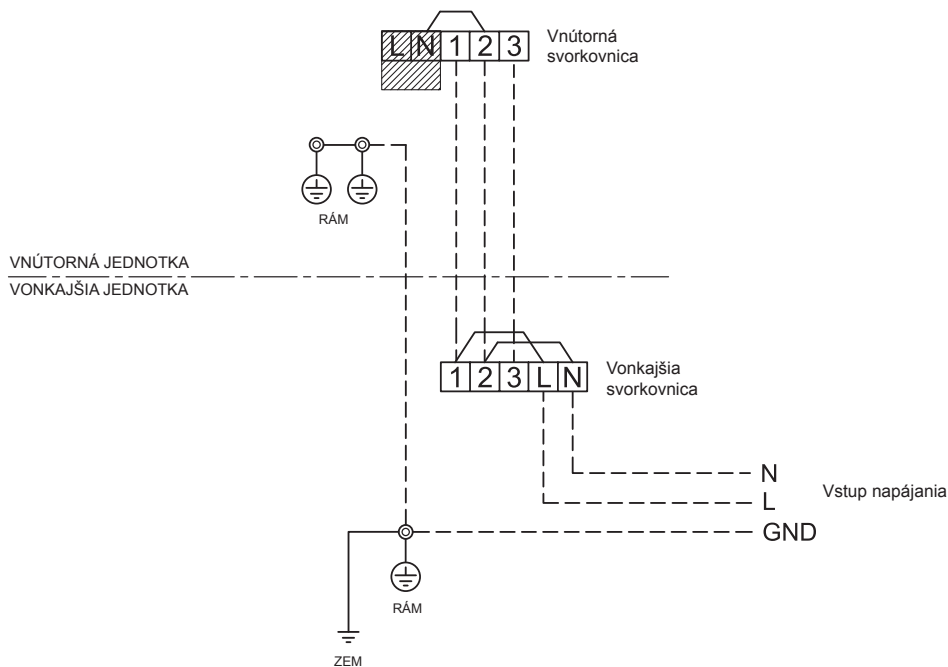 L N 1 2 3
Vnútorná
svorkovnica
RÁM
VNÚTORNÁ JEDNOTKA
VONKAJŠIA JEDNOTKA
1 2 3 L N
Vonkajšia
svorkovnica
N
L
Vstup napájania
GND
RÁM
ZEM